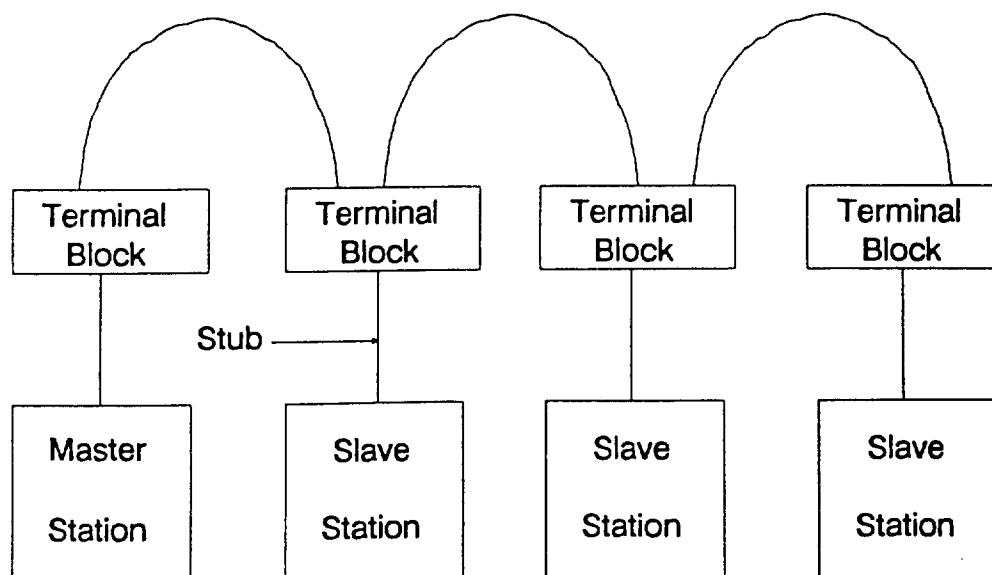 Terminal
Block
Terminal
Block
Terminal
Block
Terminal
Block
Stub
Master
Station
Slave
Station
Slave
Station
Slave
Station